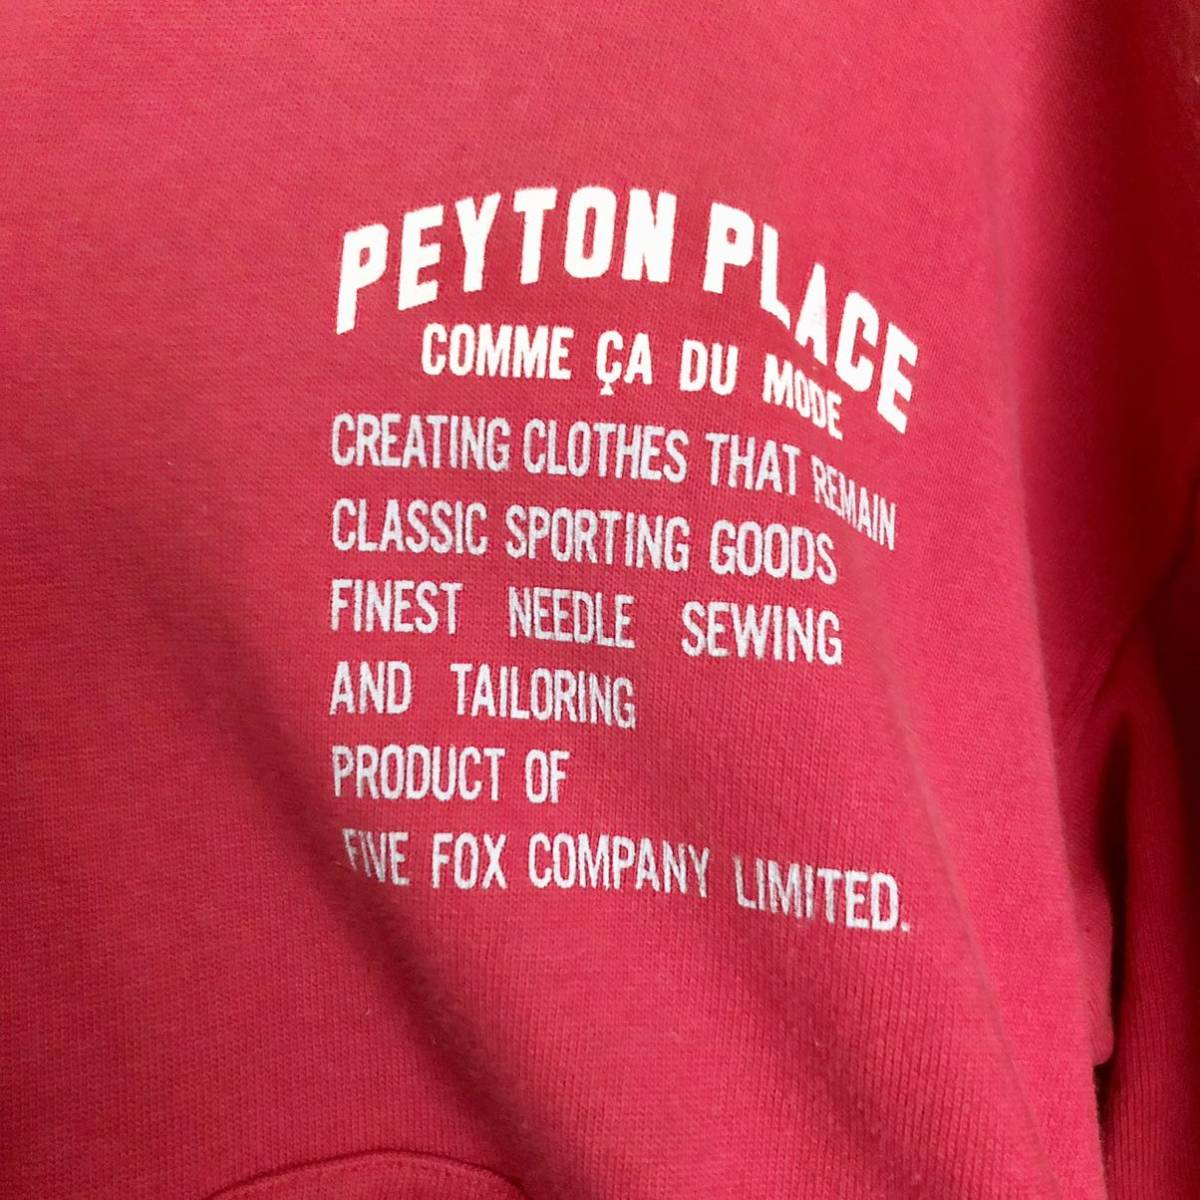 PEYTON PLACE
COMME ÇA DU MODE
CREATING CLOTHES THAT REMAIN
CLASSIC SPORTING GOODS
FINEST NEEDLE SEWING
AND TAILORING
PRODUCT OF
FIVE FOX COMPANY LIMITED.